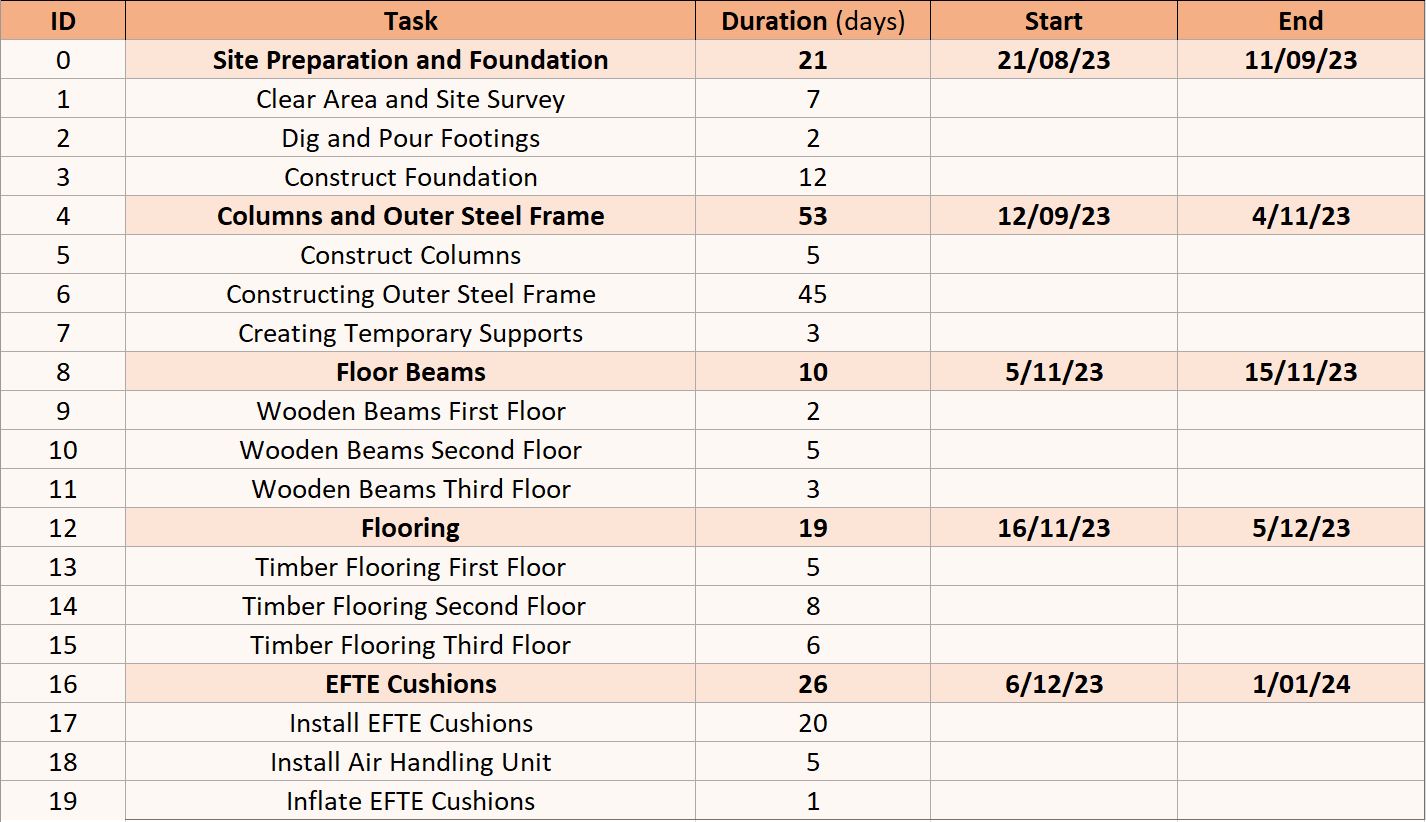 ID Task Duration (days) Start End
0 Site Preparation and Foundation 21 21/08/23 11/09/23
1 Clear Area and Site Survey 7
2 Dig and Pour Footings 2
3 Construct Foundation 12
4 Columns and Outer Steel Frame 53 12/09/23 4/11/23
5 Construct Columns 5
6 Constructing Outer Steel Frame 45
7 Creating Temporary Supports 3
8 Floor Beams 10 5/11/23 15/11/23
9 Wooden Beams First Floor 2
10 Wooden Beams Second Floor 5
11 Wooden Beams Third Floor 3
12 Flooring 19 16/11/23 5/12/23
13 Timber Flooring First Floor 5
14 Timber Flooring Second Floor 8
15 Timber Flooring Third Floor 6
16 EFTE Cushions 26 6/12/23 1/01/24
17 Install EFTE Cushions 20
18 Install Air Handling Unit 5
19 Inflate EFTE Cushions 1